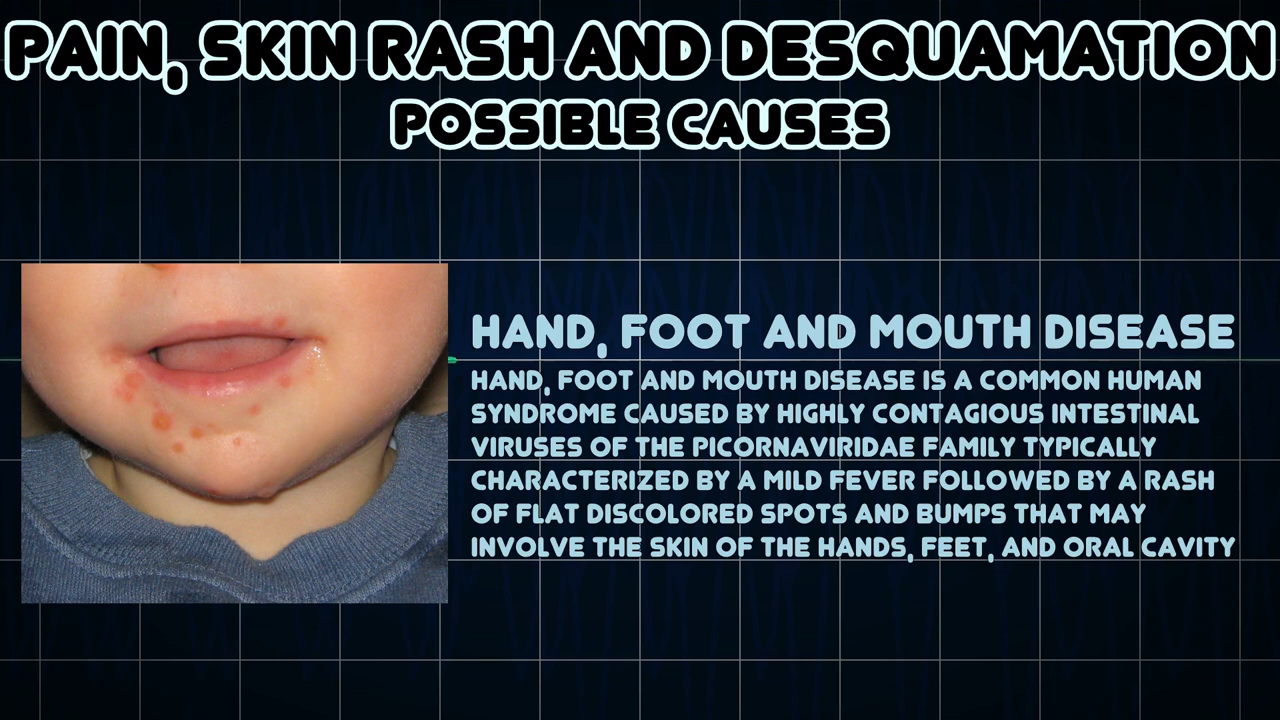 PAIN, SKIN RASH AND DESQUAMATION
POSSIBLE CAUSES
HAND, FOOT AND MOUTH DISEASE
HAND, FOOT AND MOUTH DISEASE IS A COMMON HUMAN
SYNDROME CAUSED BY HIGHLY CONTAGIOUS INTESTINAL
VIRUSES OF THE PICORNAVIRIDAE FAMILY TYPICALLY
CHARACTERIZED BY A MILD FEVER FOLLOWED BY A RASH
OF FLAT DISCOLORED SPOTS AND BUMPS THAT MAY
INVOLVE THE SKIN OF THE HANDS, FEET, AND ORAL CAVITY